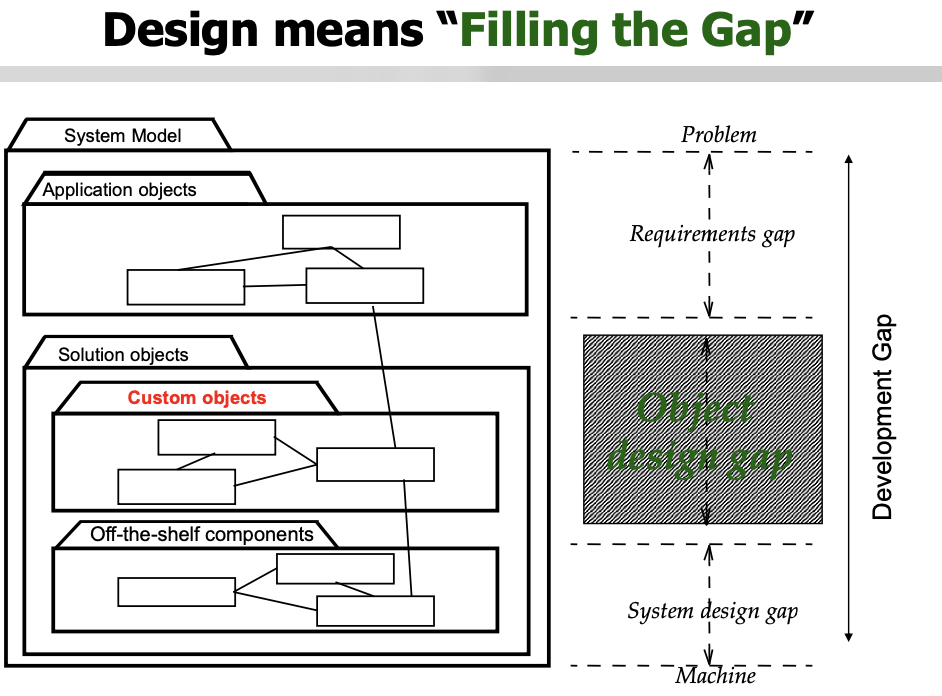 Design means “Filling the Gap”
System Model
Application objects
Solution objects
Custom objects
Off-the-shelf components
Problem
Requirements gap
Object
design gap
System design gap
Machine
Development Gap